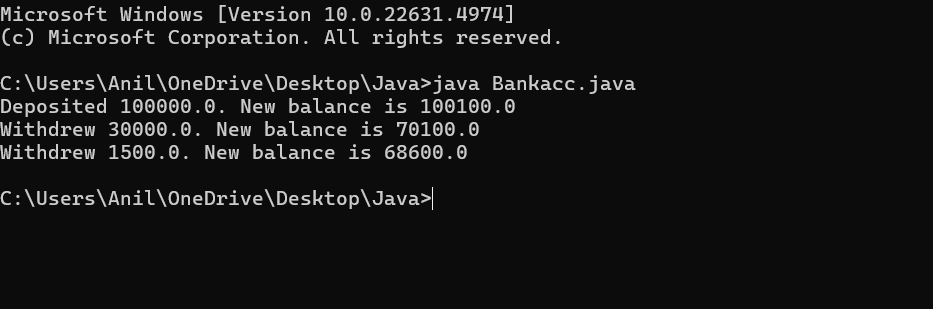 Microsoft Windows [Version 10.0.22631.4974]
(c) Microsoft Corporation. All rights reserved.
C:\Users\Anil\OneDrive\Desktop\Java>java Bankacc.java
Deposited 100000.0. New balance is 100100.0
Withdrew 30000.0. New balance is 70100.0
Withdrew 1500.0. New balance is 68600.0
C:\Users\Anil\OneDrive\Desktop\Java>